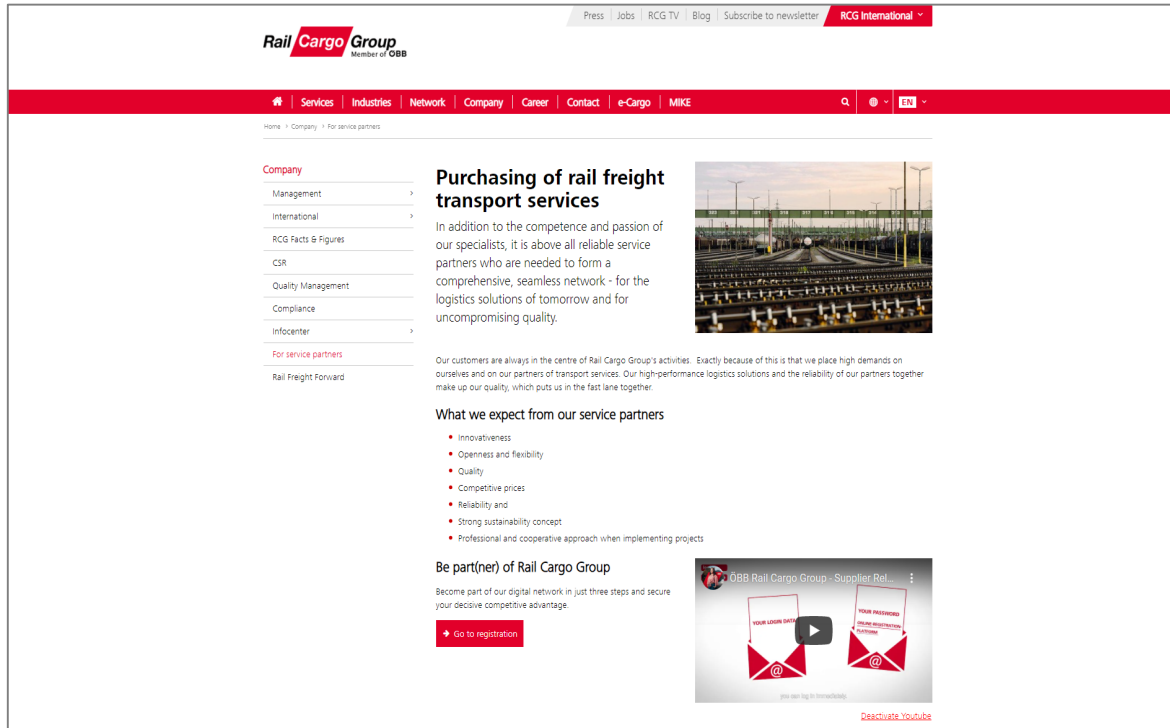 Press | Jobs | RCG TV | Blog | Subscribe to newsletter RCG International
Rail Cargo Group
Member of ÖBB
Services | Industries | Network | Company | Career | Contact | e-Cargo | MIKE EN
Home > Company > For service partners
Company
Management
International
RCG Facts & Figures
CSR
Quality Management
Compliance
Infocenter
For service partners
Rail Freight Forward
Purchasing of rail freight
transport services
In addition to the competence and passion of
our specialists, it is above all reliable service
partners who are needed to form a
comprehensive, seamless network - for the
logistics solutions of tomorrow and for
uncompromising quality.
Our customers are always in the centre of Rail Cargo Group's activities. Exactly because of this is that we place high demands on
ourselves and on our partners of transport services. Our high-performance logistics solutions and the reliability of our partners together
make up our quality, which puts us in the fast lane together.
What we expect from our service partners
• Innovativeness
• Openness and flexibility
• Quality
• Competitive prices
• Reliability and
• Strong sustainability concept
• Professional and cooperative approach when implementing projects
Be part(ner) of Rail Cargo Group
Become part of our digital network in just three steps and secure
your decisive competitive advantage.
Go to registration
ÖBB Rail Cargo Group - Supplier Rel...
YOUR LOGIN DATA
YOUR PASSWORD
ONLINE REGISTRATION
PLATFORM
@
@
you can log in immediately.
Deactivate Youtube